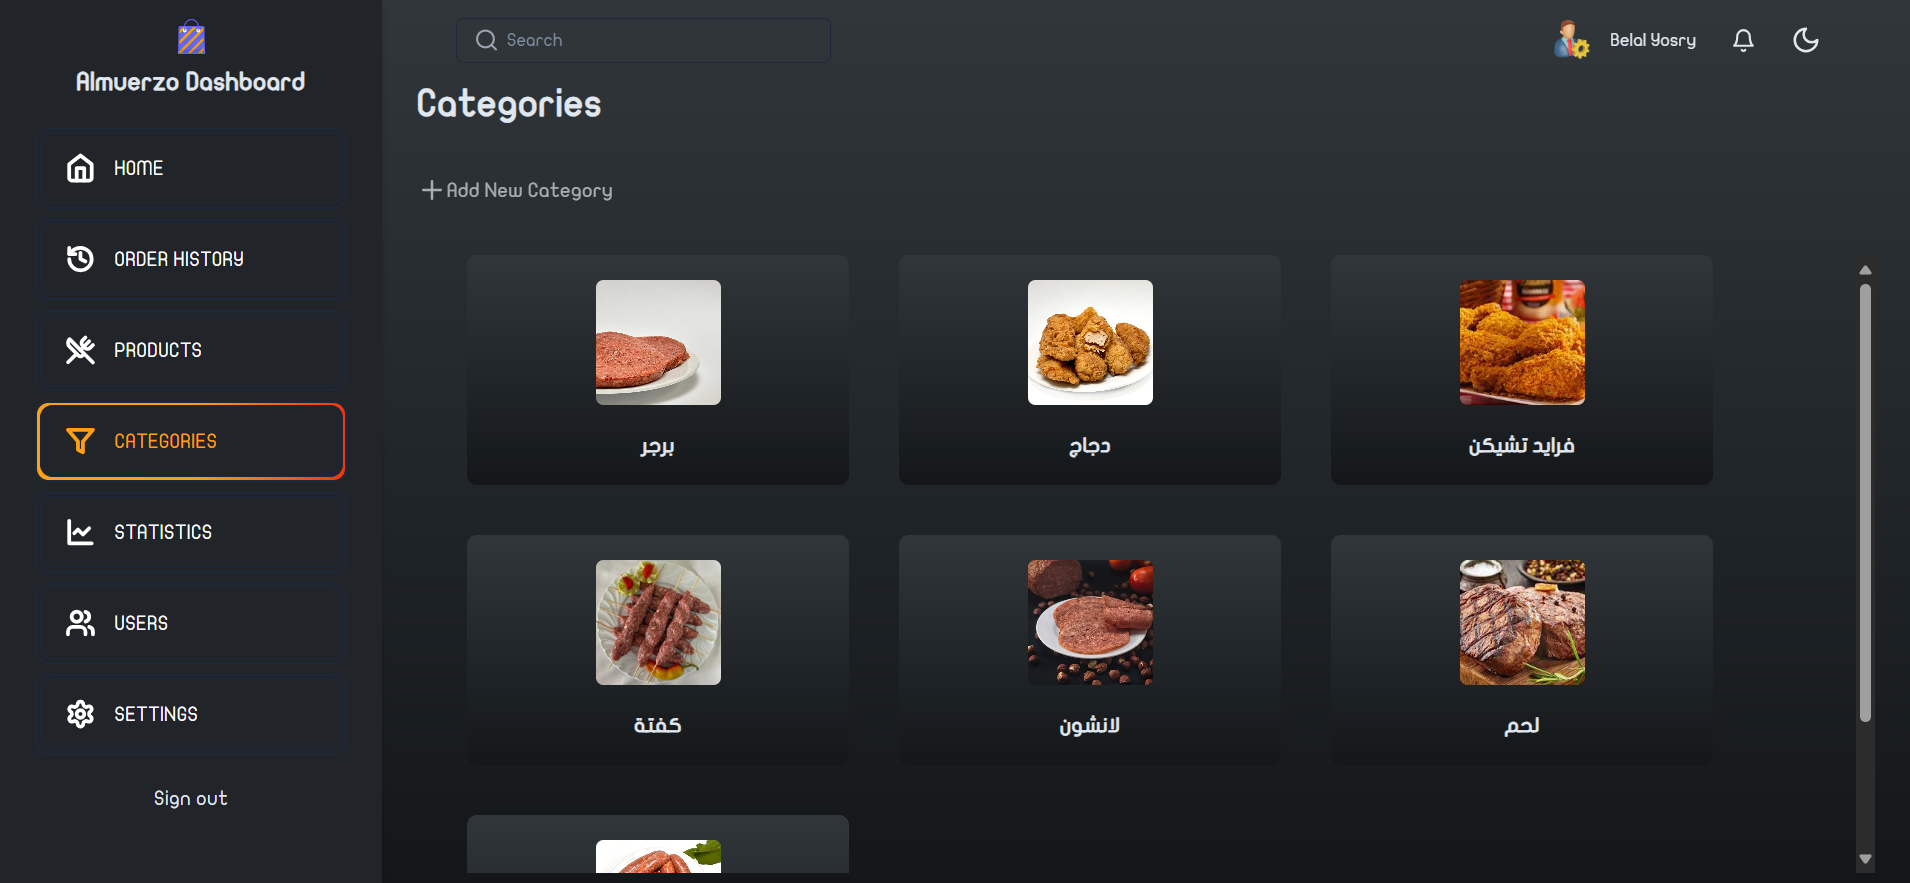 Almuerzo Dashboard
HOME
ORDER HISTORY
PRODUCTS
CATEGORIES
STATISTICS
USERS
SETTINGS
Sign out
Search
Belal Yosry
Categories
Add New Category
برجر
دجاج
فرايد تشيكن
كفتة
لانشون
لحم